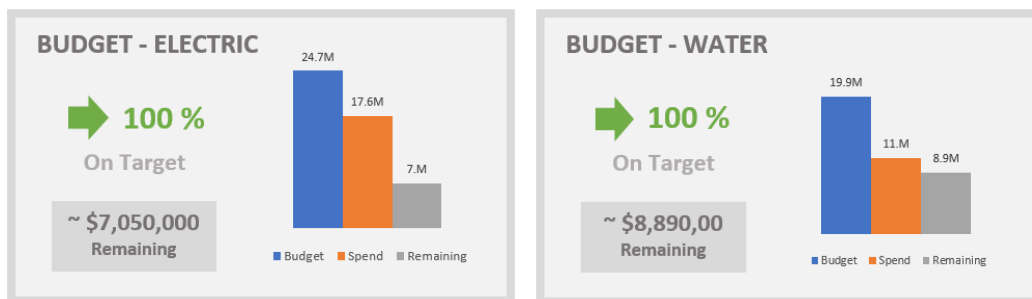 BUDGET - ELECTRIC
100 %
On Target
~ $7,050,000
Remaining
24.7M
17.6M
7.M
Budget Spend Remaining
BUDGET - WATER
100 %
On Target
~ $8,890,00
Remaining
19.9M
11.M
8.9M
Budget Spend Remaining